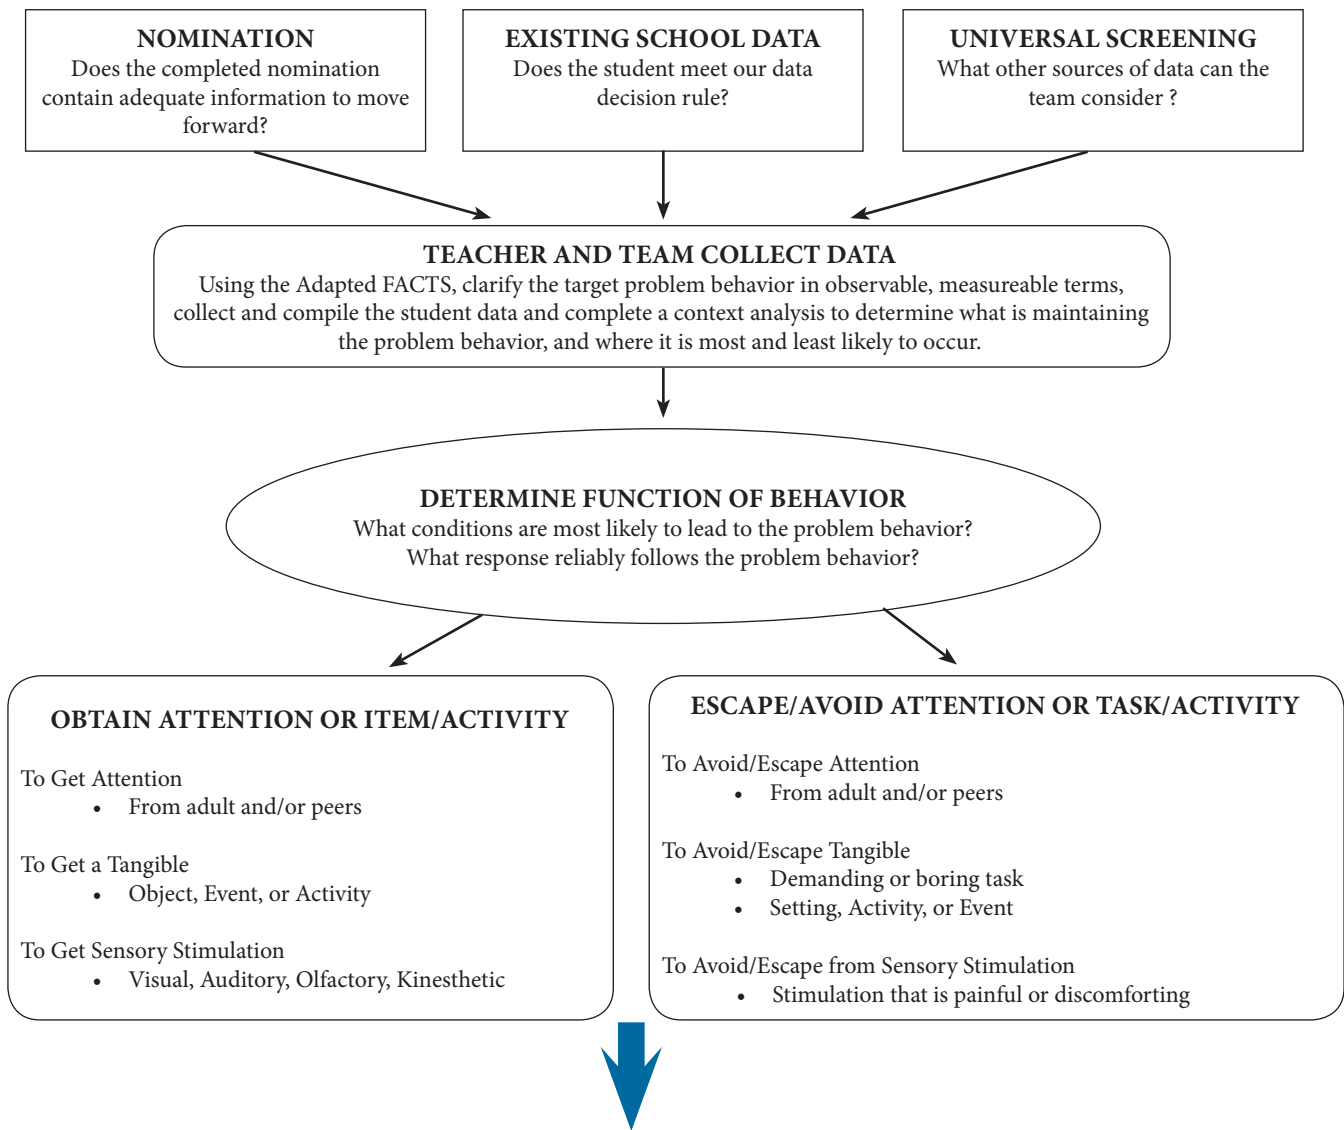 NOMINATION
Does the completed nomination
contain adequate information to move
forward?
EXISTING SCHOOL DATA
Does the student meet our data
decision rule?
UNIVERSAL SCREENING
What other sources of data can the
team consider ?
TEACHER AND TEAM COLLECT DATA
Using the Adapted FACTS, clarify the target problem behavior in observable, measureable terms,
collect and compile the student data and complete a context analysis to determine what is maintaining
the problem behavior, and where it is most and least likely to occur.
DETERMINE FUNCTION OF BEHAVIOR
What conditions are most likely to lead to the problem behavior?
What response reliably follows the problem behavior?
OBTAIN ATTENTION OR ITEM/ACTIVITY
To Get Attention
• From adult and/or peers
To Get a Tangible
• Object, Event, or Activity
To Get Sensory Stimulation
• Visual, Auditory, Olfactory, Kinesthetic
ESCAPE/AVOID ATTENTION OR TASK/ACTIVITY
To Avoid/Escape Attention
• From adult and/or peers
To Avoid/Escape Tangible
• Demanding or boring task
• Setting, Activity, or Event
To Avoid/Escape from Sensory Stimulation
• Stimulation that is painful or discomforting